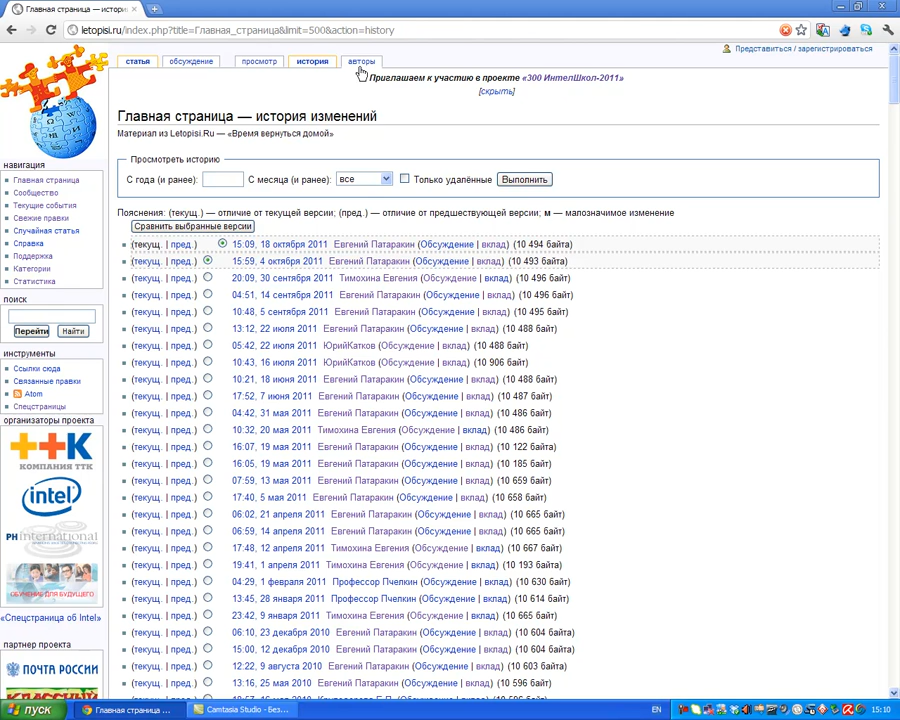 Главная страница — истори
letopisi.ru/index.php?title=Главная_страница&limit=500&action=history
Представиться / зарегистрироваться
статья обсуждение просмотр история авторы
Приглашаем к участию в проекте «300 ИнтелШкол-2011»
[скрыть]
Главная страница — история изменений
Материал из Letopisi.Ru — «Время вернуться домой»
Просмотреть историю
С года (и ранее): С месяца (и ранее): все Только удалённые Выполнить
Пояснения: (текущ.) — отличие от текущей версии; (пред.) — отличие от предшествующей версии; м — малозначимое изменение
Сравнить выбранные версии
(текущ. | пред.) 15:09, 18 октября 2011 Евгений Патаракин (Обсуждение | вклад) (10 494 байта)
(текущ. | пред.) 15:59, 4 октября 2011 Евгений Патаракин (Обсуждение | вклад) (10 493 байта)
(текущ. | пред.) 20:09, 30 сентября 2011 Тимохина Евгения (Обсуждение | вклад) (10 496 байт)
(текущ. | пред.) 04:51, 14 сентября 2011 Евгений Патаракин (Обсуждение | вклад) (10 496 байт)
(текущ. | пред.) 10:48, 5 сентября 2011 Евгений Патаракин (Обсуждение | вклад) (10 495 байт)
(текущ. | пред.) 13:12, 22 июля 2011 Евгений Патаракин (Обсуждение | вклад) (10 488 байт)
(текущ. | пред.) 05:42, 22 июля 2011 ЮрийКатков (Обсуждение | вклад) (10 488 байт)
(текущ. | пред.) 10:43, 16 июля 2011 ЮрийКатков (Обсуждение | вклад) (10 906 байт)
(текущ. | пред.) 10:21, 18 июня 2011 Евгений Патаракин (Обсуждение | вклад) (10 488 байт)
(текущ. | пред.) 17:52, 7 июня 2011 Евгений Патаракин (Обсуждение | вклад) (10 487 байт)
(текущ. | пред.) 04:42, 31 мая 2011 Евгений Патаракин (Обсуждение | вклад) (10 486 байт)
(текущ. | пред.) 10:32, 20 мая 2011 Тимохина Евгения (Обсуждение | вклад) (10 486 байт)
(текущ. | пред.) 16:07, 19 мая 2011 Евгений Патаракин (Обсуждение | вклад) (10 122 байт)
(текущ. | пред.) 16:05, 19 мая 2011 Евгений Патаракин (Обсуждение | вклад) (10 185 байт)
(текущ. | пред.) 07:59, 13 мая 2011 Евгений Патаракин (Обсуждение | вклад) (10 659 байт)
(текущ. | пред.) 17:40, 5 мая 2011 Евгений Патаракин (Обсуждение | вклад) (10 658 байт)
(текущ. | пред.) 06:02, 21 апреля 2011 Евгений Патаракин (Обсуждение | вклад) (10 665 байт)
(текущ. | пред.) 06:59, 14 апреля 2011 Евгений Патаракин (Обсуждение | вклад) (10 665 байт)
(текущ. | пред.) 17:48, 12 апреля 2011 Тимохина Евгения (Обсуждение | вклад) (10 667 байт)
(текущ. | пред.) 19:41, 1 апреля 2011 Тимохина Евгения (Обсуждение | вклад) (10 193 байт)
(текущ. | пред.) 04:29, 1 февраля 2011 Профессор Пчелкин (Обсуждение | вклад) (10 630 байт)
(текущ. | пред.) 13:45, 28 января 2011 Профессор Пчелкин (Обсуждение | вклад) (10 614 байт)
(текущ. | пред.) 23:42, 9 января 2011 Тимохина Евгения (Обсуждение | вклад) (10 665 байт)
(текущ. | пред.) 06:10, 23 декабря 2010 Евгений Патаракин (Обсуждение | вклад) (10 604 байта)
(текущ. | пред.) 15:00, 12 декабря 2010 Евгений Патаракин (Обсуждение | вклад) (10 604 байта)
(текущ. | пред.) 12:22, 9 августа 2010 Евгений Патаракин (Обсуждение | вклад) (10 603 байта)
(текущ. | пред.) 13:16, 25 мая 2010 Евгений Патаракин (Обсуждение | вклад) (10 596 байт)
навигация
Главная страница
Сообщество
Текущие события
Свежие правки
Случайная статья
Справка
Поддержка
Категории
Статистика
поиск
Перейти Найти
инструменты
Ссылки сюда
Связанные правки
Atom
Спецстраницы
организаторы проекта
ттк
КОМПАНИЯ ТТК
intel
PH International
ОБУЧЕНИЕ ДЛЯ БУДУЩЕГО
«Спецстраница об Intel»
партнер проекта
ПОЧТА РОССИИ
пуск Главная страница ... Camtasia Studio - Без... EN 15:10